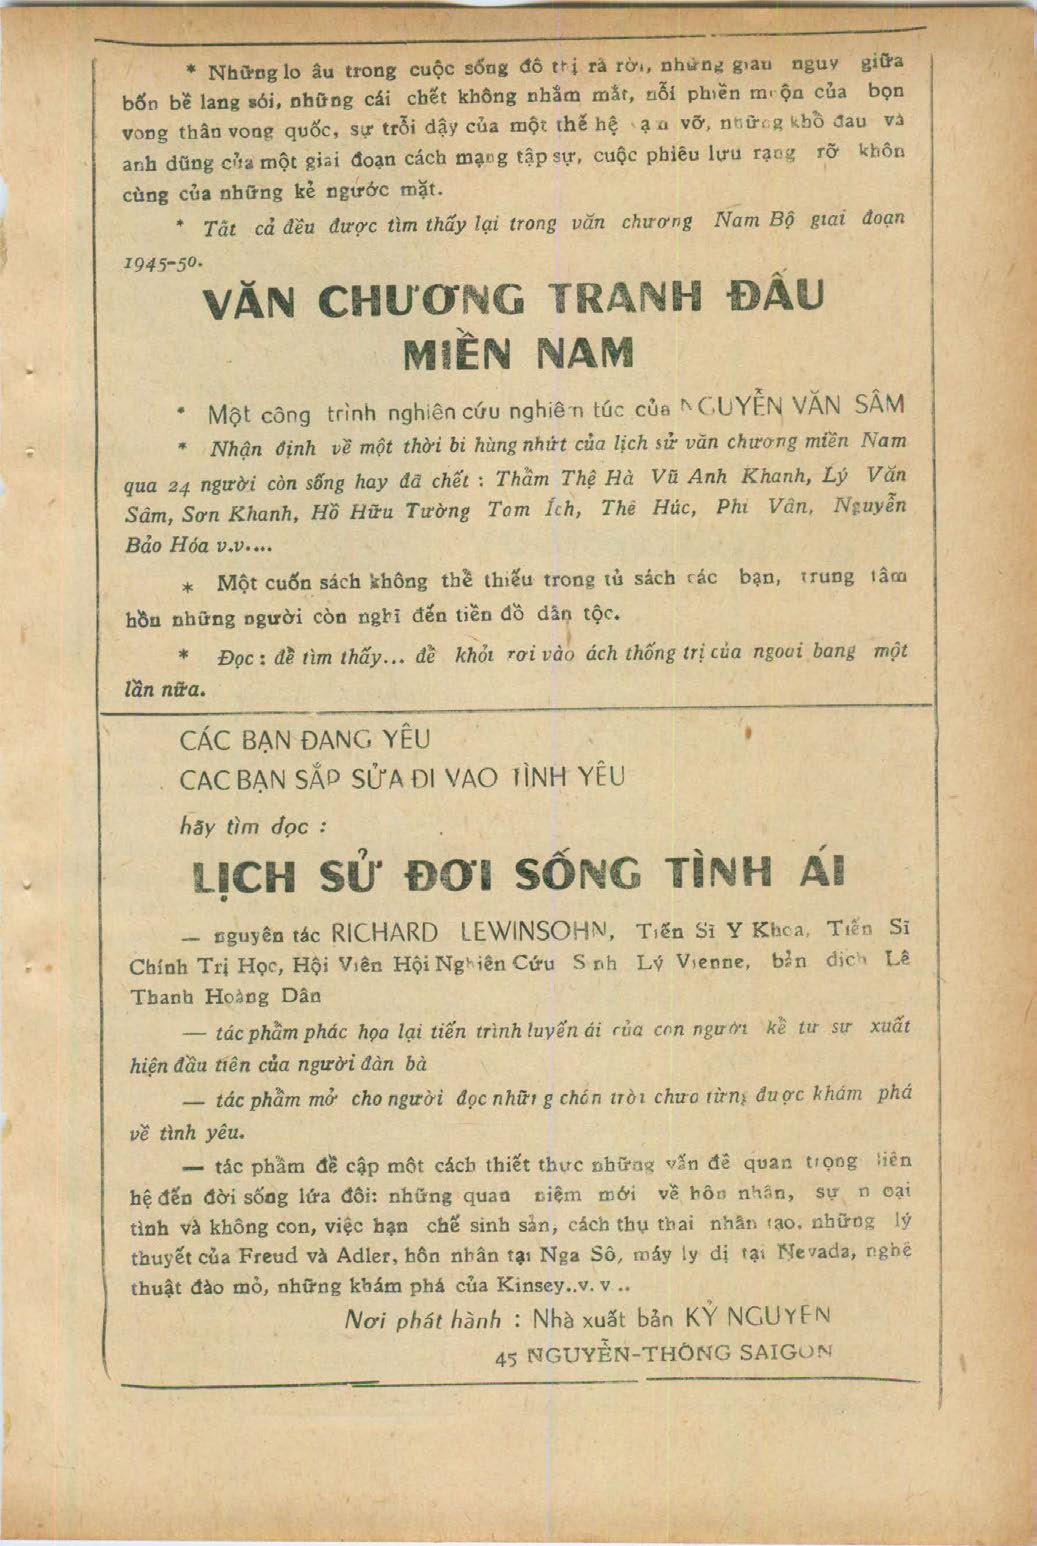 * Những lo âu trong cuộc sống đô thị rã rời, những gian nguy giữa
bốn bề lang sói, những cái chết không nhắm mắt, nỗi phiền muộn của bọn
vong thân vong quốc, sự trỗi dậy của một thế hệ vỡ, những khổ đau và
anh dũng của một giai đoạn cách mạng tập sự, cuộc phiêu lưu rạng rỡ khôn
cùng của những kẻ ngước mặt.
* Tất cả đều được tìm thấy lại trong văn chương Nam Bộ giai đoạn
1945-50.
VĂN CHƯƠNG TRANH ĐẤU
MIỀN NAM
* Một công trình nghiên cứu nghiêm túc của NGUYỄN VĂN SÂM
* Nhận định về một thời bi hùng nhứt của lịch sử văn chương miền Nam
qua 24 người còn sống hay đã chết : Thẩm Thệ Hà Vũ Anh Khanh, Lý Văn
Sâm, Sơn Khanh, Hồ Hữu Tường Tom Ích, Thê Húc, Phi Vân, Nguyễn
Bảo Hóa v.v....
* Một cuốn sách không thể thiếu trong tủ sách các bạn, trung tâm
hồn những người còn nghĩ đến tiền đồ dân tộc.
* Đọc : để tìm thấy... để khỏi rơi vào ách thống trị của ngoại bang một
lần nữa.
CÁC BẠN ĐANG YÊU
CAC BẠN SẮP SỬA ĐI VAO TÌNH YÊU
hãy tìm đọc :
LỊCH SỬ ĐƠI SỐNG TÌNH ÁI
— nguyên tác RICHARD LEWINSOHN, Tiến Sĩ Y Khoa, Tiến Sĩ
Chính Trị Học, Hội Viên Hội Nghiên Cứu Sinh Lý Vienne, bản dịch Lê
Thanh Hoàng Dân
— tác phẩm phác họa lại tiến trình luyến ái của con người kể từ sự xuất
hiện đầu tiên của người đàn bà
— tác phẩm mở cho người đọc những chân trời chưa từng được khám phá
về tình yêu.
— tác phẩm đề cập một cách thiết thực những vấn đề quan trọng liên
hệ đến đời sống lứa đôi: những quan niệm mới về hôn nhân, sự ngoại
tình và không con, việc hạn chế sinh sản, cách thụ thai nhân tạo, những lý
thuyết của Freud và Adler, hôn nhân tại Nga Sô, máy ly dị tại Nevada, nghệ
thuật đào mỏ, những khám phá của Kinsey..v. v ..
Nơi phát hành : Nhà xuất bản KỶ NGUYEN
45 NGUYỄN-THÔNG SAIGON